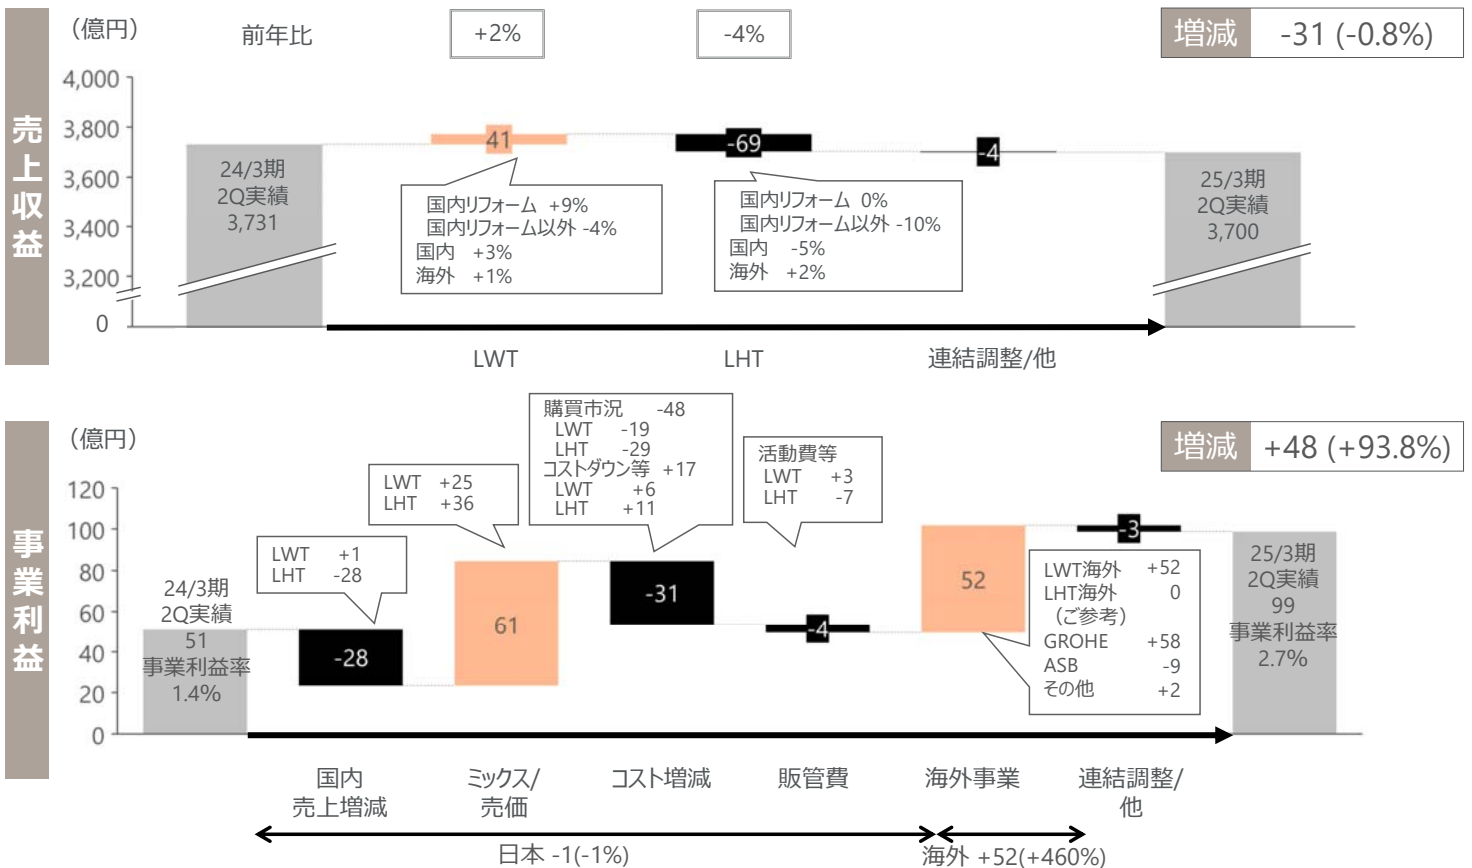 売上収益
（億円）
前年比
+2%
-4%
増減 -31 (-0.8%)
4,000
3,800
3,600
3,400
3,200
0
24/3期
2Q実績
3,731
41
国内リフォーム +9%
国内リフォーム以外 -4%
国内 +3%
海外 +1%
-69
国内リフォーム 0%
国内リフォーム以外 -10%
国内 -5%
海外 +2%
-4
25/3期
2Q実績
3,700
LWT
LHT
連結調整/他
事業利益
（億円）
増減 +48 (+93.8%)
120
100
80
60
40
20
0
24/3期
2Q実績
51
事業利益率
1.4%
LWT +1
LHT -28
-28
LWT +25
LHT +36
61
購買市況 -48
LWT -19
LHT -29
コストダウン等 +17
LWT +6
LHT +11
-31
活動費等
LWT +3
LHT -7
-4
52
LWT海外 +52
LHT海外 0
（ご参考）
GROHE +58
ASB -9
その他 +2
-3
25/3期
2Q実績
99
事業利益率
2.7%
国内
売上増減
ミックス/
売価
コスト増減
販管費
海外事業
連結調整/
他
日本 -1(-1%)
海外 +52(+460%)